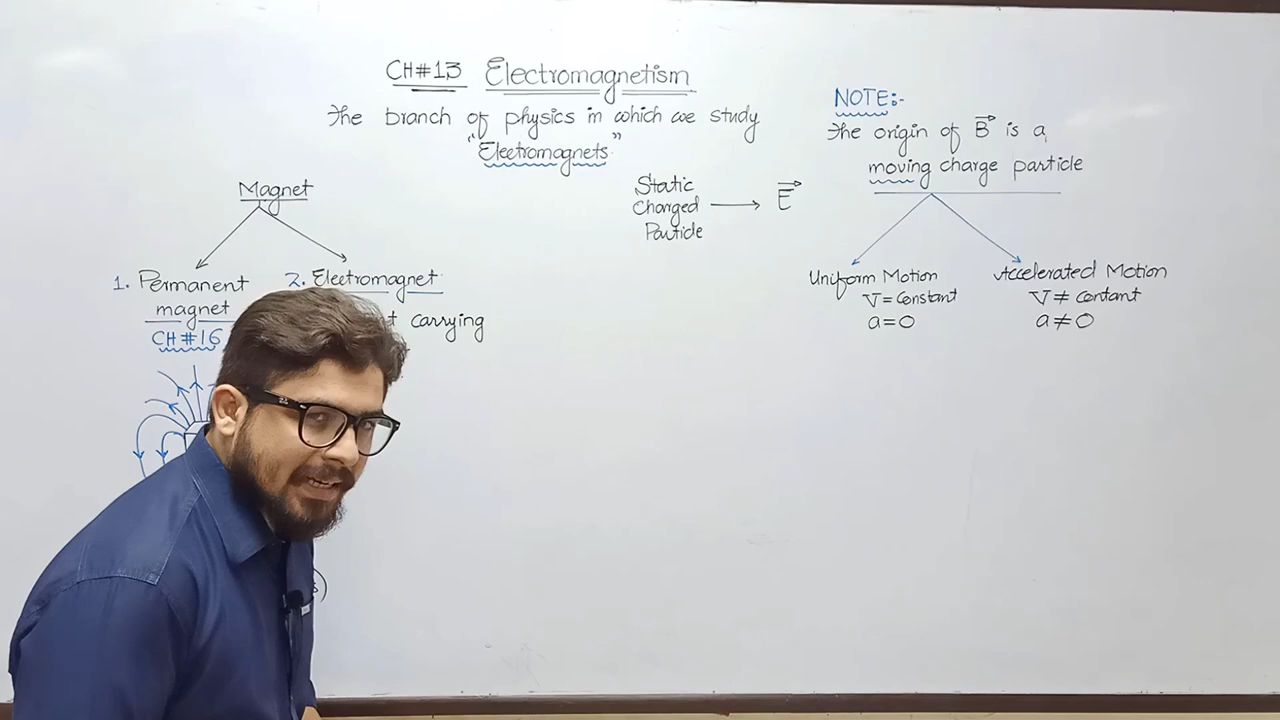 CH#13 Electromagnetism
The branch of physics in which we study
"Electromagnets"
Magnet
1. Permanent
magnet
CH#16
2. Electromagnet
carrying
Static
Charged
Particle → E
NOTE:-
The origin of B is a
moving charge particle
Uniform Motion
V = constant
a = 0
Accelerated Motion
V ≠ contant
a ≠ 0